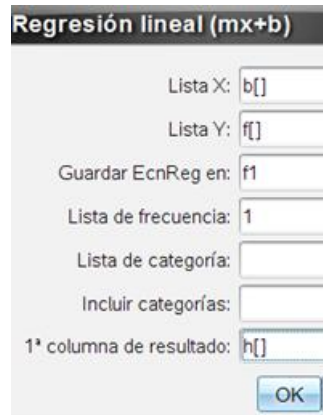 Regresión lineal (mx+b)
Lista X: b[]
Lista Y: f[]
Guardar EcnReg en: f1
Lista de frecuencia: 1
Lista de categoría:
Incluir categorías:
1ª columna de resultado: h[]
OK